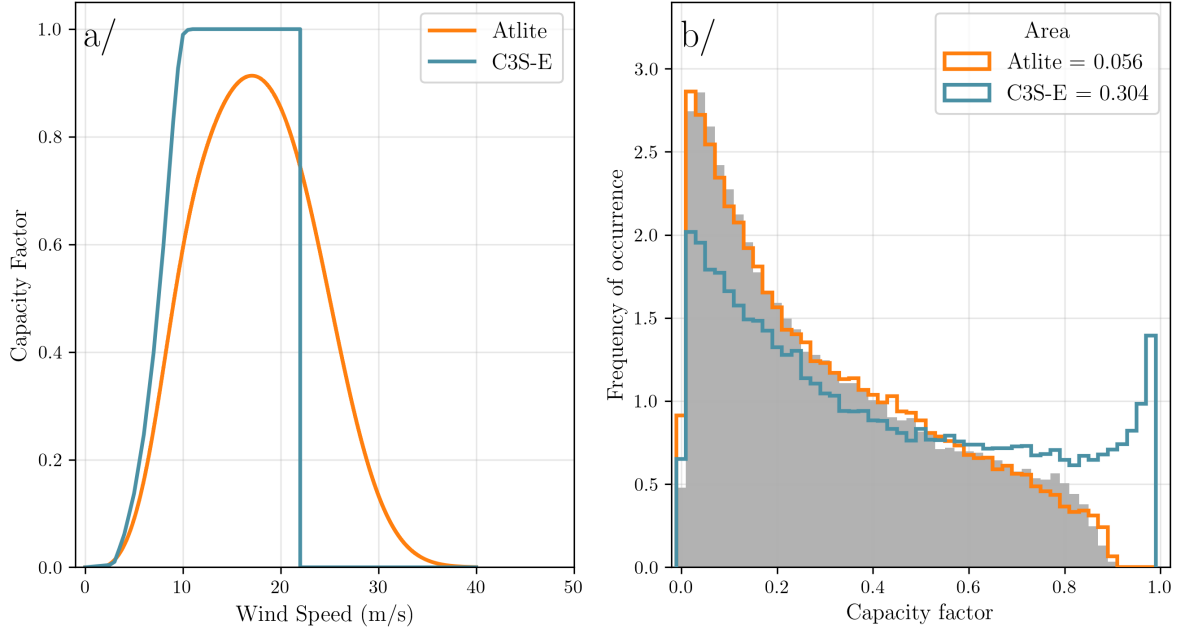 a/
Atlite
C3S-E
1.0
0.8
0.6
0.4
0.2
0.0
Capacity Factor
0
10
20
30
40
50
Wind Speed (m/s)
b/
Area
Atlite = 0.056
C3S-E = 0.304
3.0
2.5
2.0
1.5
1.0
0.5
0.0
Frequency of occurrence
0.0
0.2
0.4
0.6
0.8
1.0
Capacity factor